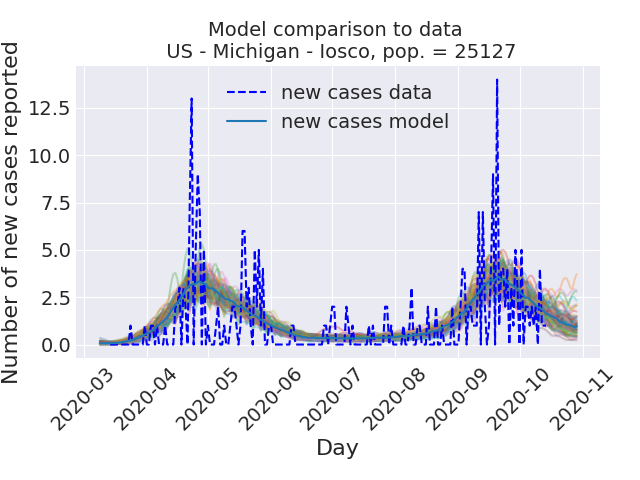 Model comparison to data
US - Michigan - Iosco, pop. = 25127
new cases data
new cases model
Number of new cases reported
12.5
10.0
7.5
5.0
2.5
0.0
2020-03
2020-04
2020-05
2020-06
2020-07
2020-08
2020-09
2020-10
2020-11
Day